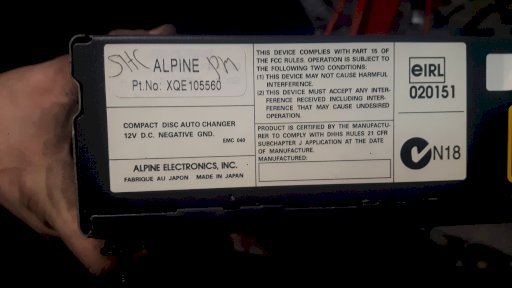 SHC ALPINE
Pt.No: XQE105560
COMPACT DISC AUTO CHANGER
12V D.C. NEGATIVE GND.
EMC 040
ALPINE ELECTRONICS, INC.
FABRIQUE AU JAPON MADE IN JAPAN
THIS DEVICE COMPLIES WITH PART 15 OF
THE FCC RULES. OPERATION IS SUBJECT TO
THE FOLLOWING TWO CONDITIONS:
(1) THIS DEVICE MAY NOT CAUSE HARMFUL
INTERFERENCE.
(2) THIS DEVICE MUST ACCEPT ANY INTER-
FERENCE RECEIVED INCLUDING INTER-
FERENCE THAT MAY CAUSE UNDESIRED
OPERATION.
PRODUCT IS CERTIFIED BY THE MANUFACTU-
RER TO COMPLY WITH DHHS RULES 21 CFR
SUBCHAPTER J APPLICATION AT THE DATE
OF MANUFACTURE.
MANUFACTURED:
eIRL
020151
N18